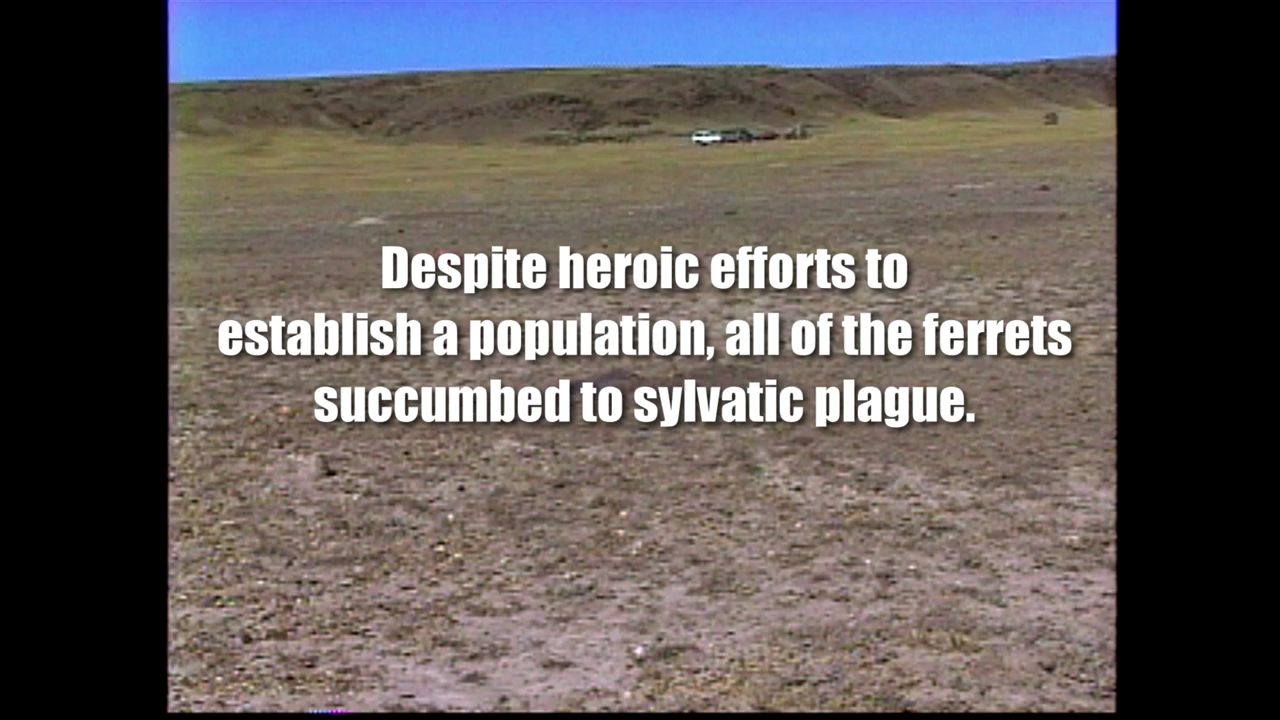 Despite heroic efforts to
establish a population, all of the ferrets
succumbed to sylvatic plague.